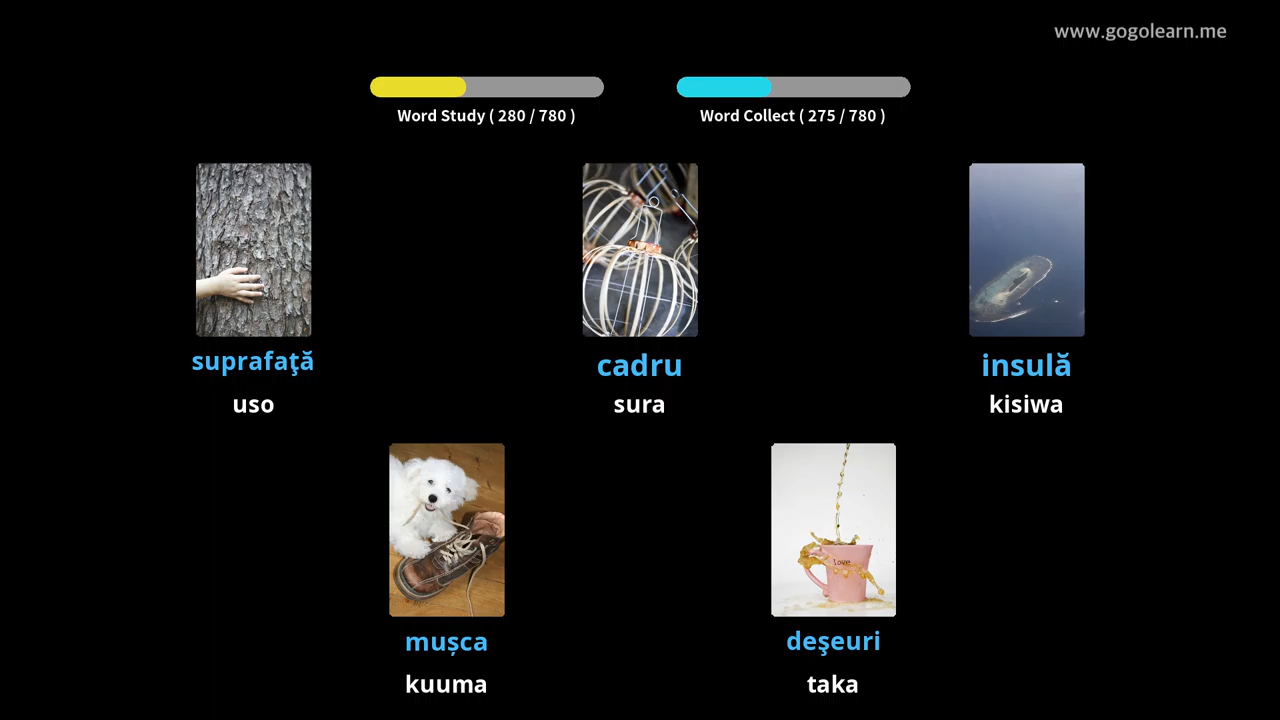 www.gogolearn.me
Word Study ( 280 / 780 )
Word Collect ( 275 / 780 )
suprafaţă
uso
cadru
sura
insulă
kisiwa
love
mușca
kuuma
deşeuri
taka